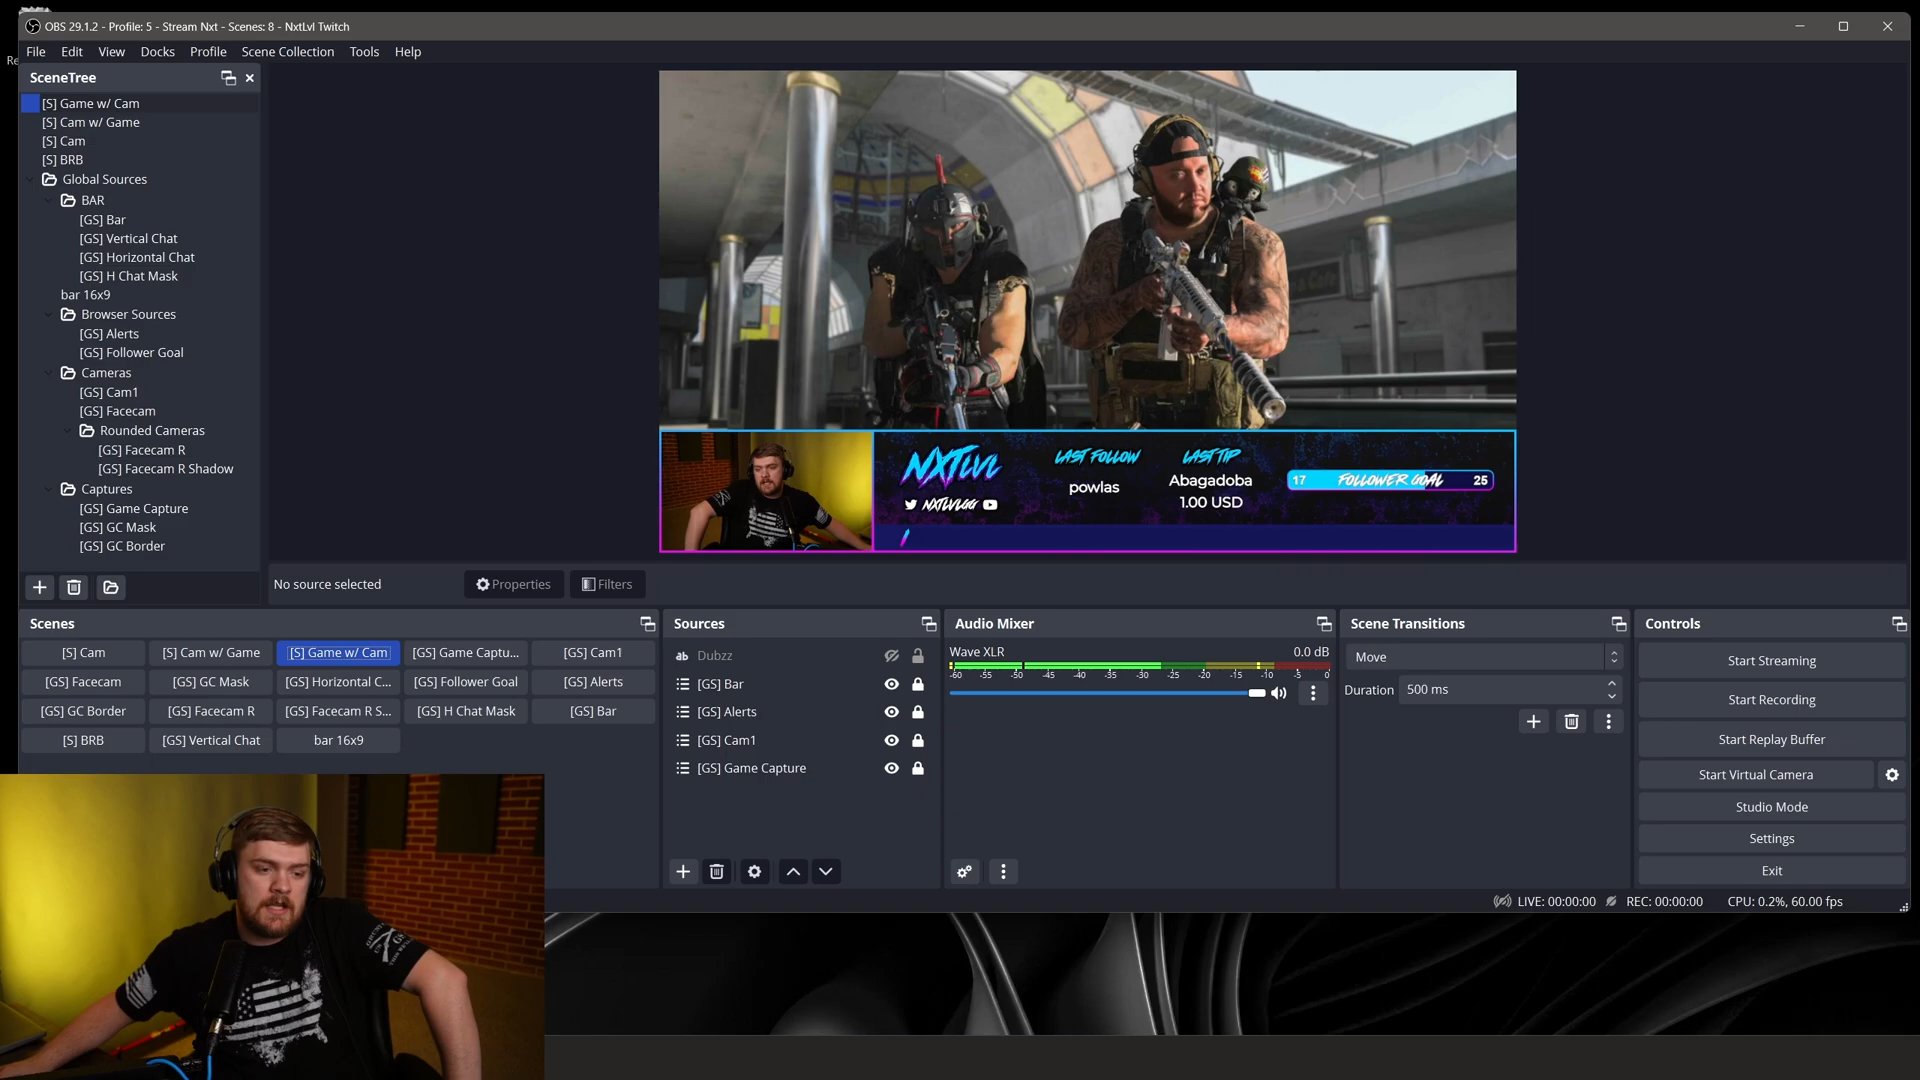 OBS 29.1.2 - Profile: 5 - Stream Nxt - Scenes: 8 - NxtLvl Twitch
File Edit View Docks Profile Scene Collection Tools Help
SceneTree
[S] Game w/ Cam
[S] Cam w/ Game
[S] Cam
[S] BRB
Global Sources
BAR
[GS] Bar
[GS] Vertical Chat
[GS] Horizontal Chat
[GS] H Chat Mask
bar 16x9
Browser Sources
[GS] Alerts
[GS] Follower Goal
Cameras
[GS] Cam1
[GS] Facecam
Rounded Cameras
[GS] Facecam R
[GS] Facecam R Shadow
Captures
[GS] Game Capture
[GS] GC Mask
[GS] GC Border
NXTLVL
NXTLVLGG
LAST FOLLOW
powlas
LAST TIP
Abagadoba
1.00 USD
17 FOLLOWER GOAL 25
No source selected Properties Filters
Scenes
[S] Cam [S] Cam w/ Game [S] Game w/ Cam [GS] Game Captu... [GS] Cam1
[GS] Facecam [GS] GC Mask [GS] Horizontal C... [GS] Follower Goal [GS] Alerts
[GS] GC Border [GS] Facecam R [GS] Facecam R S... [GS] H Chat Mask [GS] Bar
[S] BRB [GS] Vertical Chat bar 16x9
Sources
ab Dubzz
[GS] Bar
[GS] Alerts
[GS] Cam1
[GS] Game Capture
Audio Mixer
Wave XLR 0.0 dB
-60 -55 -50 -45 -40 -35 -30 -25 -20 -15 -10 -5 0
Scene Transitions
Move
Duration 500 ms
Controls
Start Streaming
Start Recording
Start Replay Buffer
Start Virtual Camera
Studio Mode
Settings
Exit
LIVE: 00:00:00 REC: 00:00:00 CPU: 0.2%, 60.00 fps